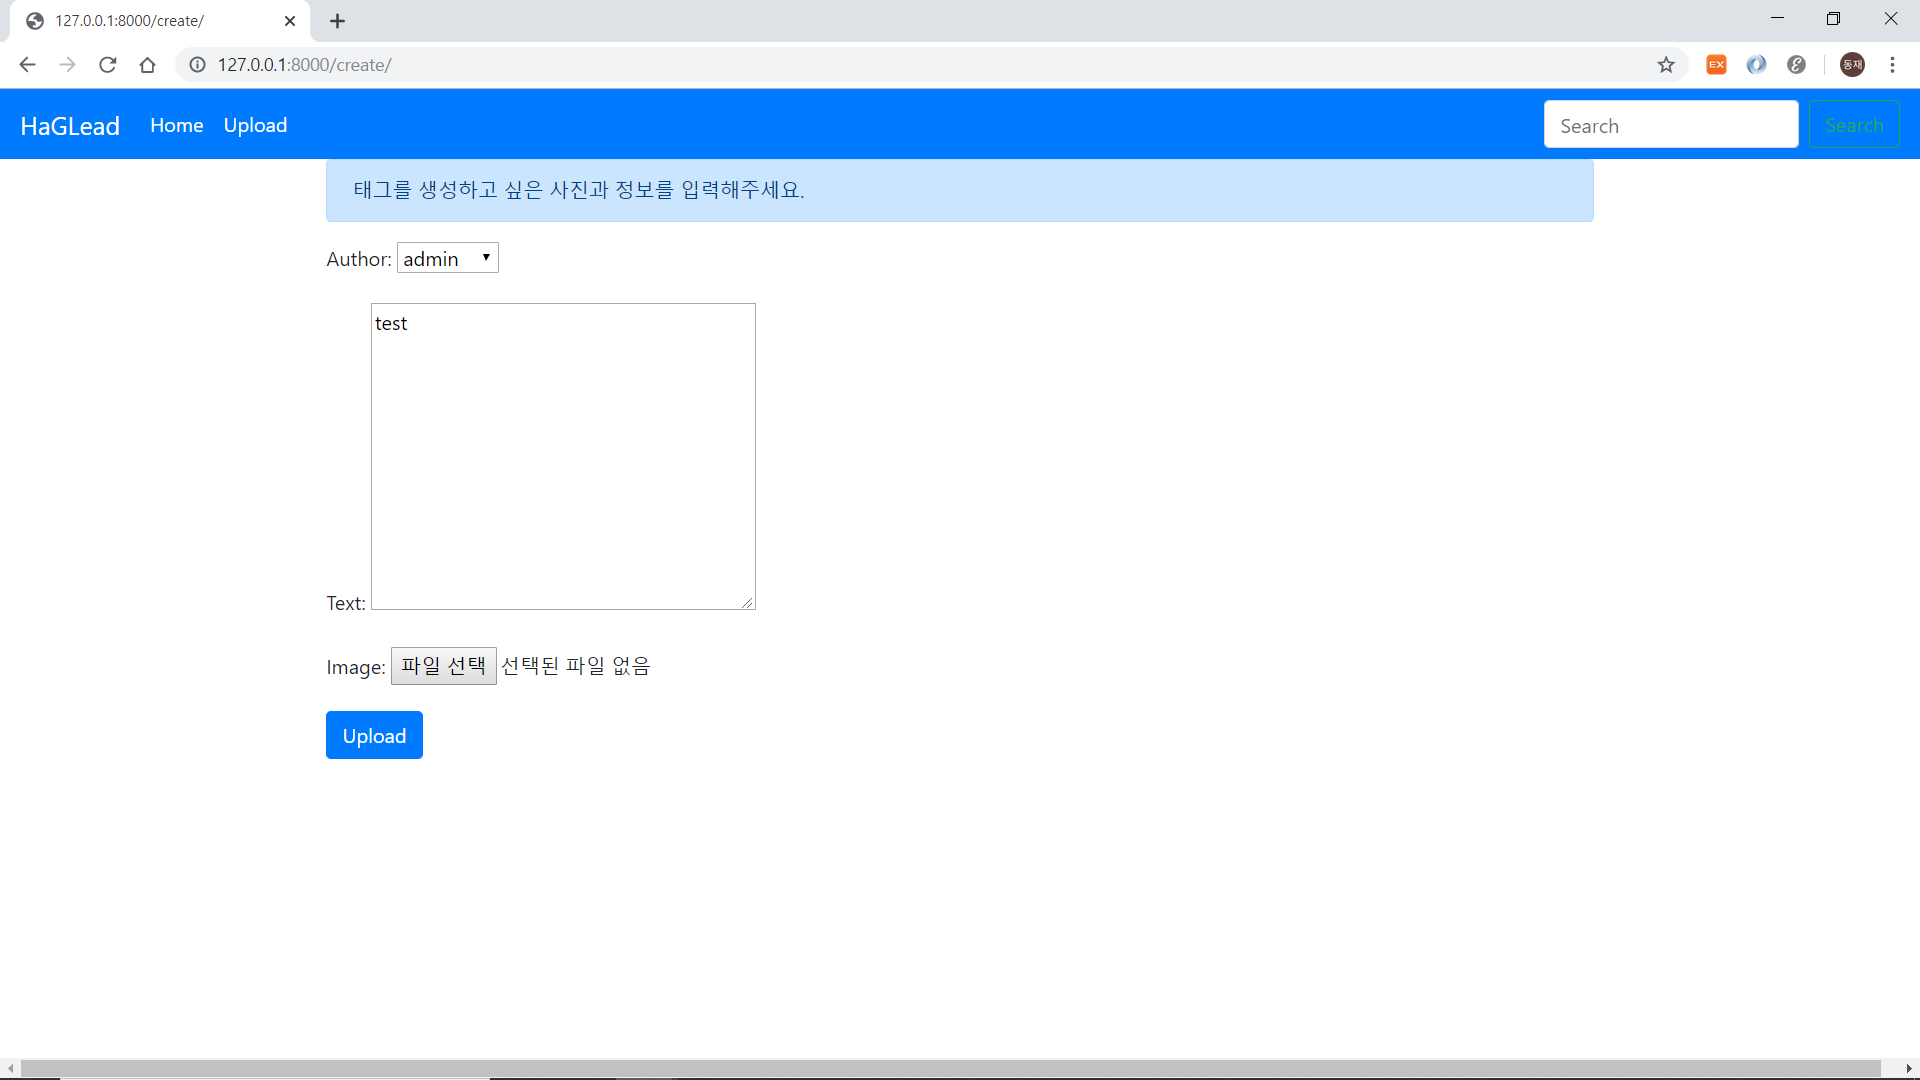 127.0.0.1:8000/create/
127.0.0.1:8000/create/
EX
동재
HaGLead Home Upload Search Search
태그를 생성하고 싶은 사진과 정보를 입력해주세요.
Author: admin
test
Text:
Image: 파일 선택 선택된 파일 없음
Upload